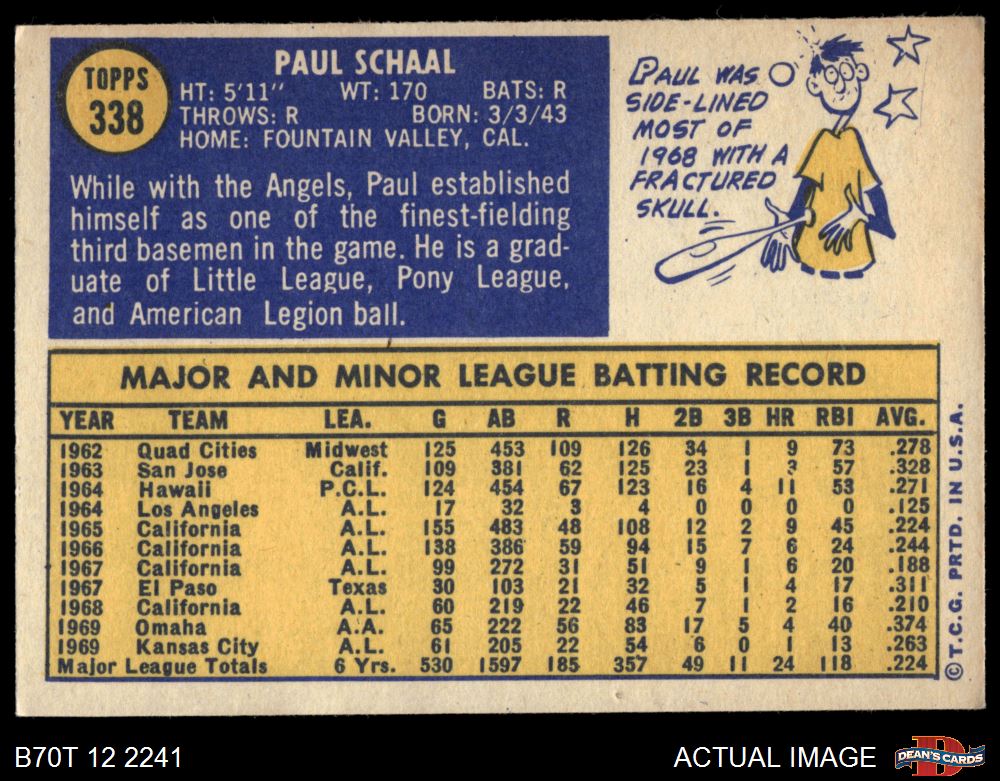 TOPPS
338
PAUL SCHAAL
HT: 5'11" WT: 170 BATS: R
THROWS: R BORN: 3/3/43
HOME: FOUNTAIN VALLEY, CAL.
While with the Angels, Paul established
himself as one of the finest-fielding
third basemen in the game. He is a grad-
uate of Little League, Pony League,
and American Legion ball.
PAUL WAS
SIDE-LINED
MOST OF
1968 WITH A
FRACTURED
SKULL.
MAJOR AND MINOR LEAGUE BATTING RECORD
YEAR TEAM LEA. G AB R H 2B 3B HR RBI AVG.
1962 Quad Cities Midwest 125 453 109 126 34 1 9 73 .278
1963 San Jose Calif. 109 381 62 125 23 1 3 57 .328
1964 Hawaii P.C.L. 124 454 67 123 16 4 11 53 .271
1964 Los Angeles A.L. 17 32 3 4 0 0 0 0 .125
1965 California A.L. 155 483 48 108 12 2 9 45 .224
1966 California A.L. 138 386 59 94 15 7 6 24 .244
1967 California A.L. 99 272 31 51 9 1 6 20 .188
1967 El Paso Texas 30 103 21 32 5 1 4 17 .311
1968 California A.L. 60 219 22 46 7 1 2 16 .210
1969 Omaha A.A. 65 222 56 83 17 5 4 40 .374
1969 Kansas City A.L. 61 205 22 54 6 0 1 13 .263
Major League Totals 6 Yrs. 530 1597 185 357 49 11 24 118 .224
©T.C.G. PRTD. IN U.S.A.
B70T 12 2241
ACTUAL IMAGE
D
DEAN'S CARDS